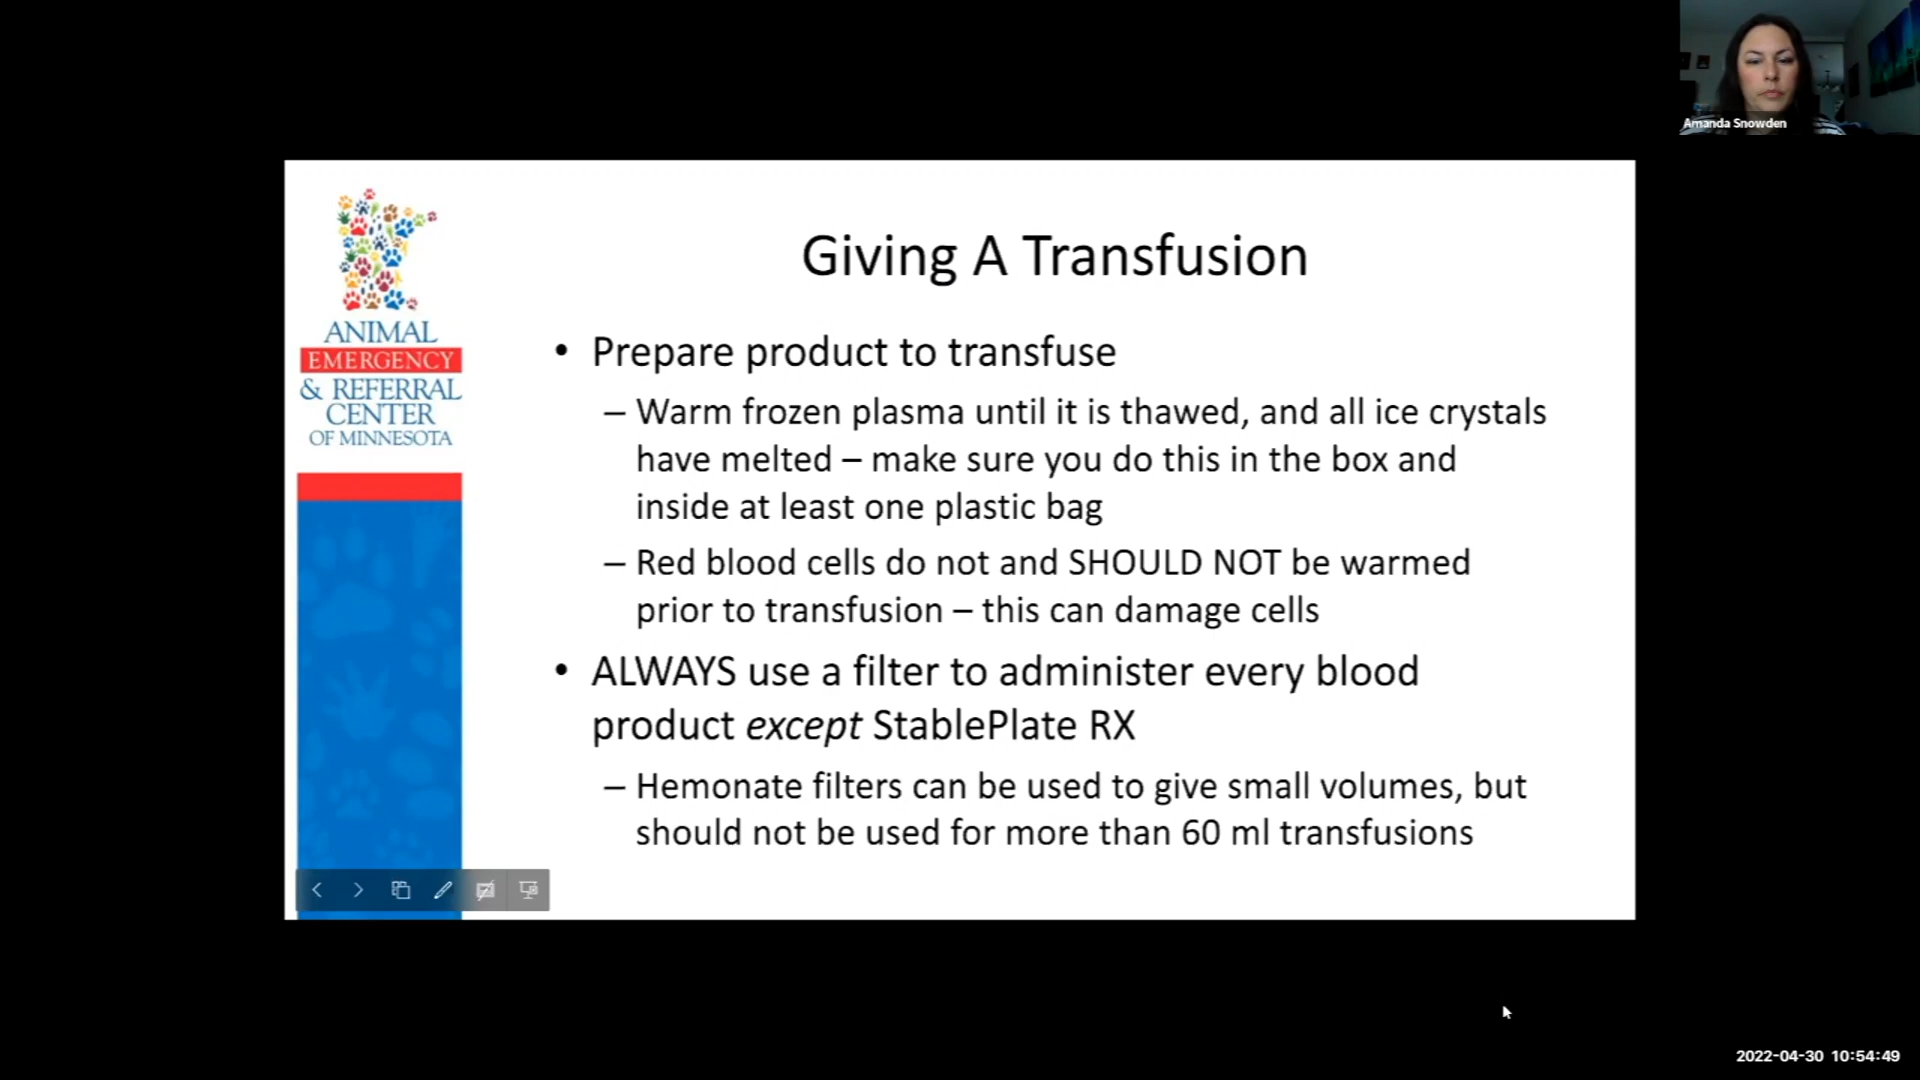 Amanda Snowden
ANIMAL
EMERGENCY
& REFERRAL
CENTER
OF MINNESOTA
Giving A Transfusion
• Prepare product to transfuse
– Warm frozen plasma until it is thawed, and all ice crystals
have melted – make sure you do this in the box and
inside at least one plastic bag
– Red blood cells do not and SHOULD NOT be warmed
prior to transfusion – this can damage cells
• ALWAYS use a filter to administer every blood
product except StablePlate RX
– Hemonate filters can be used to give small volumes, but
should not be used for more than 60 ml transfusions
2022-04-30 10:54:49